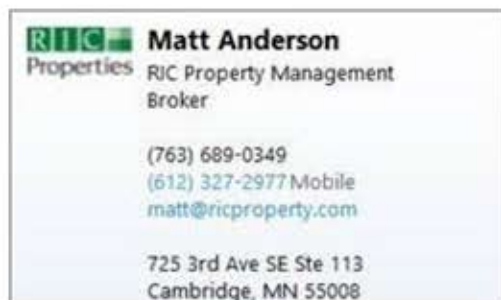 RIC
Properties
Matt Anderson
RIC Property Management
Broker
(763) 689-0349
(612) 327-2977 Mobile
matt@ricproperty.com
725 3rd Ave SE Ste 113
Cambridge, MN 55008